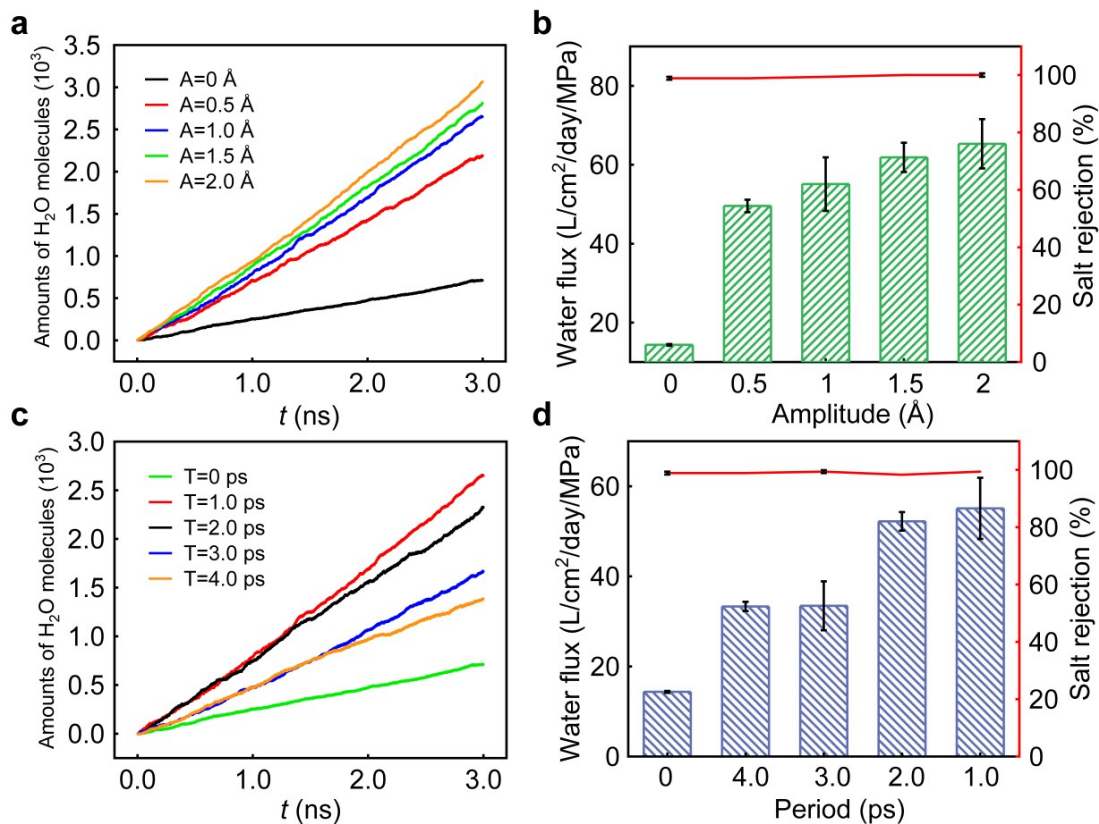 a
Amounts of H₂O molecules (10³)
3.5
3.0
2.5
2.0
1.5
1.0
0.5
0.0
A=0 Å
A=0.5 Å
A=1.0 Å
A=1.5 Å
A=2.0 Å
0.0 1.0 2.0 3.0
t (ns)
b
Water flux (L/cm²/day/MPa)
80
60
40
20
100
80
60
40
20
0
Salt rejection (%)
0 0.5 1 1.5 2
Amplitude (Å)
c
Amounts of H₂O molecules (10³)
3.0
2.5
2.0
1.5
1.0
0.5
0.0
T=0 ps
T=1.0 ps
T=2.0 ps
T=3.0 ps
T=4.0 ps
0.0 1.0 2.0 3.0
t (ns)
d
Water flux (L/cm²/day/MPa)
60
40
20
0
100
80
60
40
20
0
Salt rejection (%)
0 4.0 3.0 2.0 1.0
Period (ps)